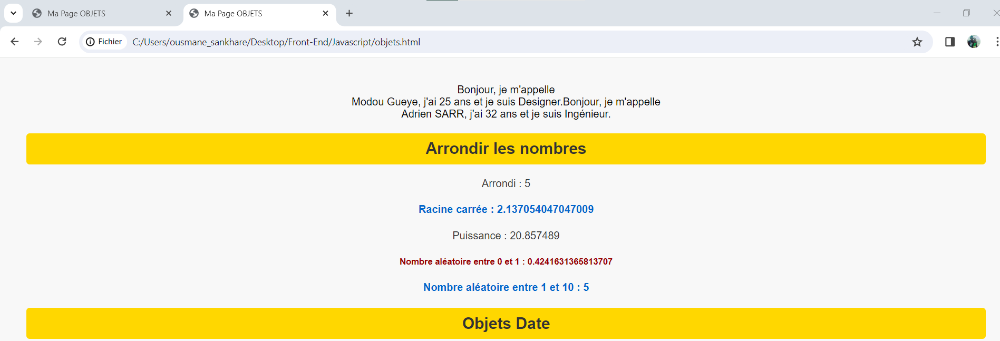 Ma Page OBJETS
Ma Page OBJETS
Fichier
C:/Users/ousmane_sankhare/Desktop/Front-End/Javascript/objets.html
Bonjour, je m'appelle
Modou Gueye, j'ai 25 ans et je suis Designer.Bonjour, je m'appelle
Adrien SARR, j'ai 32 ans et je suis Ingénieur.
Arrondir les nombres
Arrondi : 5
Racine carrée : 2.137054047047009
Puissance : 20.857489
Nombre aléatoire entre 0 et 1 : 0.4241631365813707
Nombre aléatoire entre 1 et 10 : 5
Objets Date